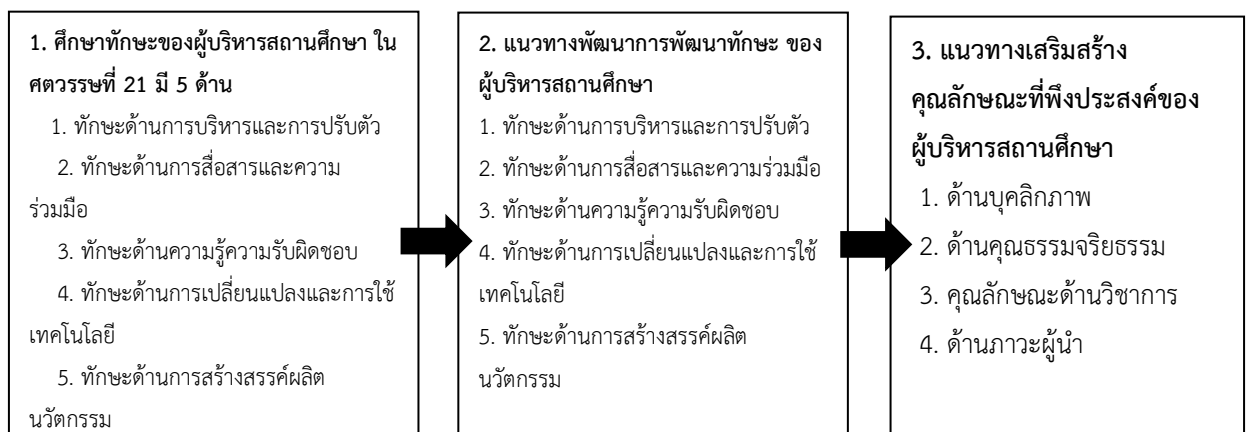 1. ศึกษาทักษะของผู้บริหารสถานศึกษา ใน
ศตวรรษที่ 21 มี 5 ด้าน
1. ทักษะด้านการบริหารและการปรับตัว
2. ทักษะด้านการสื่อสารและความ
ร่วมมือ
3. ทักษะด้านความรู้ความรับผิดชอบ
4. ทักษะด้านการเปลี่ยนแปลงและการใช้
เทคโนโลยี
5. ทักษะด้านการสร้างสรรค์ผลิต
นวัตกรรม
2. แนวทางพัฒนาการพัฒนาทักษะ ของ
ผู้บริหารสถานศึกษา
1. ทักษะด้านการบริหารและการปรับตัว
2. ทักษะด้านการสื่อสารและความร่วมมือ
3. ทักษะด้านความรู้ความรับผิดชอบ
4. ทักษะด้านการเปลี่ยนแปลงและการใช้
เทคโนโลยี
5. ทักษะด้านการสร้างสรรค์ผลิต
นวัตกรรม
3. แนวทางเสริมสร้าง
คุณลักษณะที่พึงประสงค์ของ
ผู้บริหารสถานศึกษา
1. ด้านบุคลิกภาพ
2. ด้านคุณธรรมจริยธรรม
3. คุณลักษณะด้านวิชาการ
4. ด้านภาวะผู้นำ